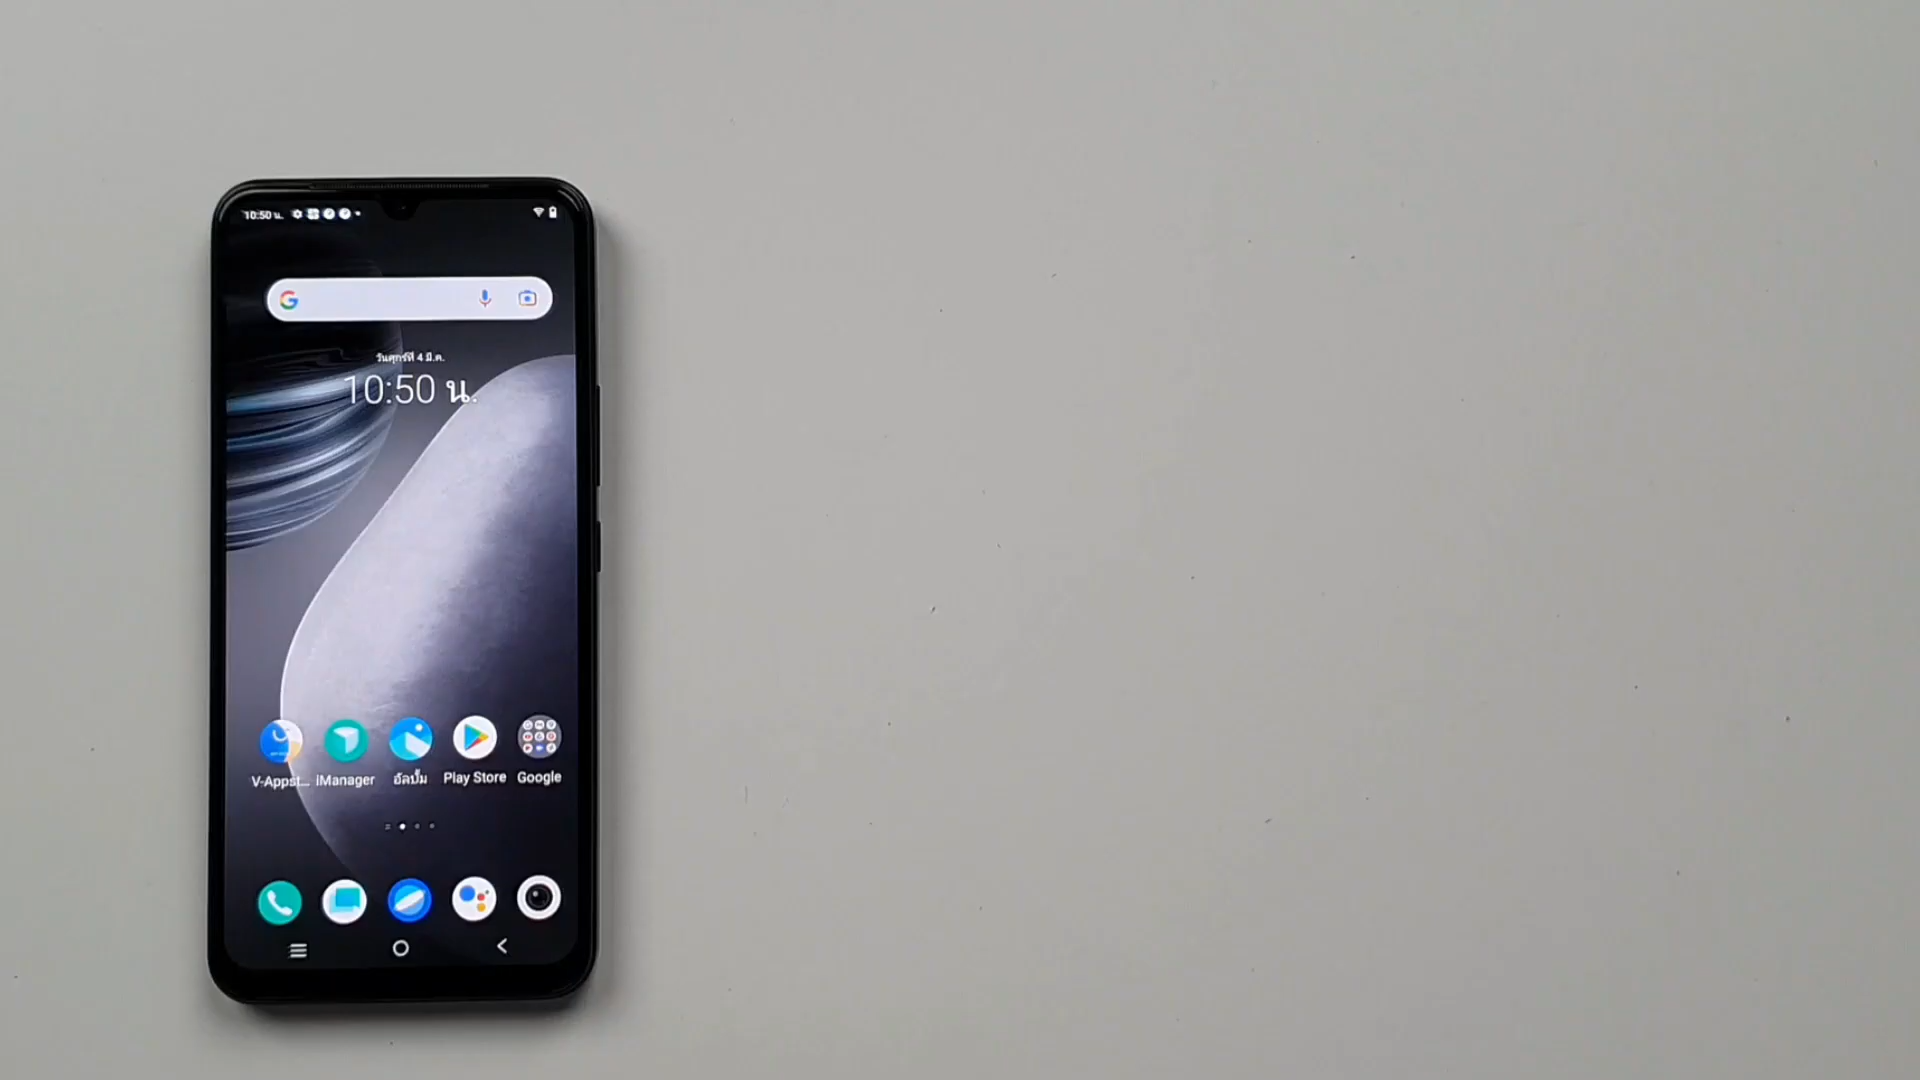 10:50 น.
G
วันศุกร์ที่ 4 มี.ค.
10:50 น.
V-Appst... iManager อัลบั้ม Play Store Google